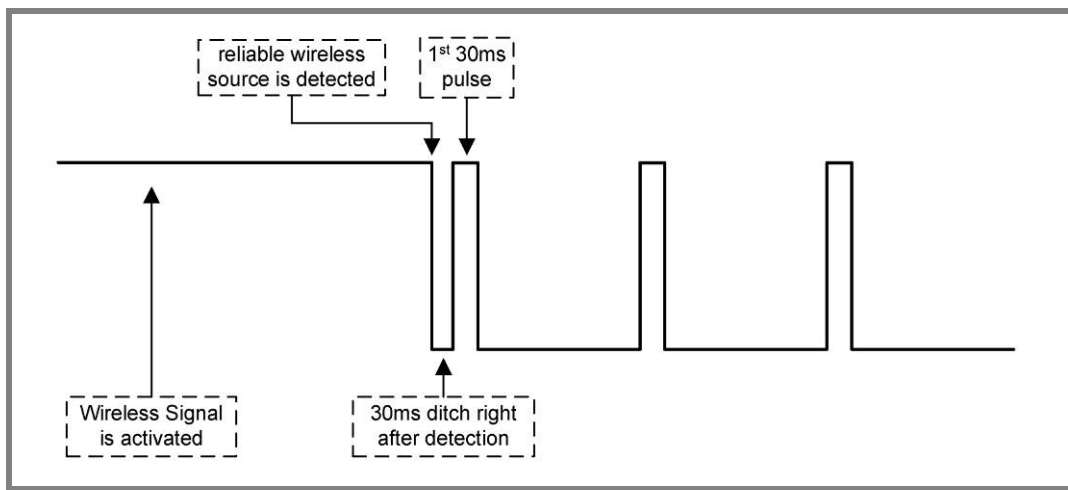 reliable wireless
source is detected
1st 30ms
pulse
Wireless Signal
is activated
30ms ditch right
after detection